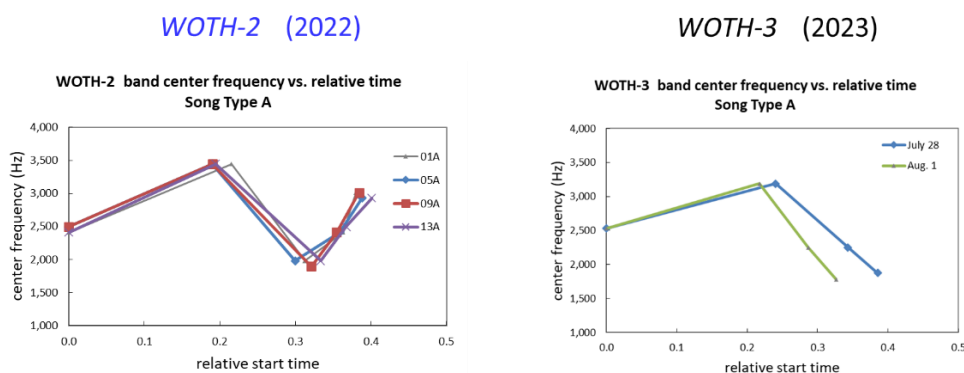 WOTH-2 (2022)
WOTH-2 band center frequency vs. relative time
Song Type A
center frequency (Hz)
4,000
3,500
3,000
2,500
2,000
1,500
1,000
0.0 0.1 0.2 0.3 0.4 0.5
relative start time
01A
05A
09A
13A
WOTH-3 (2023)
WOTH-3 band center frequency vs. relative time
Song Type A
center frequency (Hz)
4,000
3,500
3,000
2,500
2,000
1,500
1,000
0.0 0.1 0.2 0.3 0.4 0.5
relative start time
July 28
Aug. 1